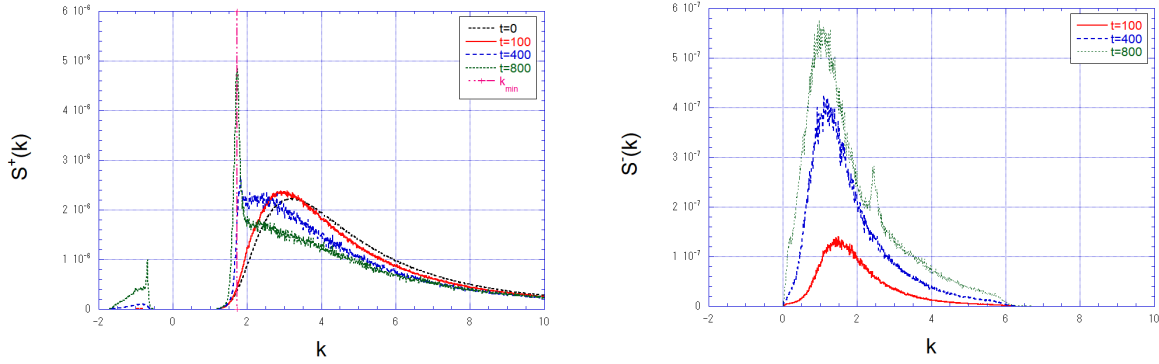 6 10⁻⁶
5 10⁻⁶
4 10⁻⁶
3 10⁻⁶
2 10⁻⁶
1 10⁻⁶
0
S⁺(k)
-2 0 2 4 6 8 10
k
t=0
t=100
t=400
t=800
k_min
6 10⁻⁷
5 10⁻⁷
4 10⁻⁷
3 10⁻⁷
2 10⁻⁷
1 10⁻⁷
0
S⁻(k)
-2 0 2 4 6 8 10
k
t=100
t=400
t=800